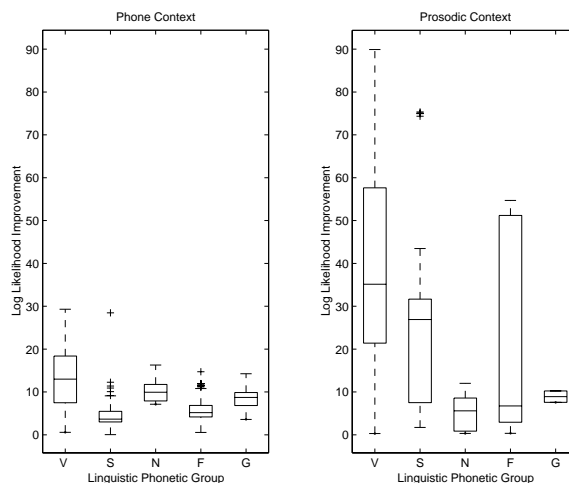 Phone Context
Log Likelihood Improvement
90
80
70
60
50
40
30
20
10
0
V S N F G
Linguistic Phonetic Group
Prosodic Context
Log Likelihood Improvement
90
80
70
60
50
40
30
20
10
0
V S N F G
Linguistic Phonetic Group